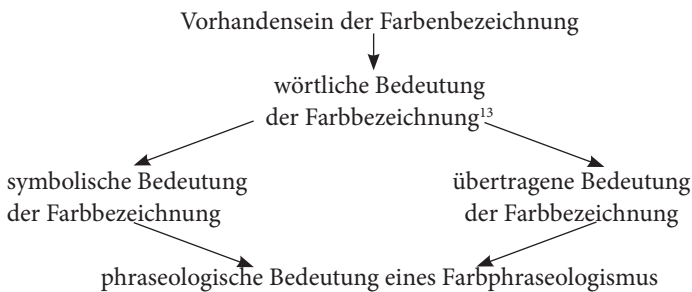 Vorhandensein der Farbenbezeichnung
wörtliche Bedeutung
der Farbbezeichnung¹³
symbolische Bedeutung
der Farbbezeichnung
übertragene Bedeutung
der Farbbezeichnung
phraseologische Bedeutung eines Farbphraseologismus